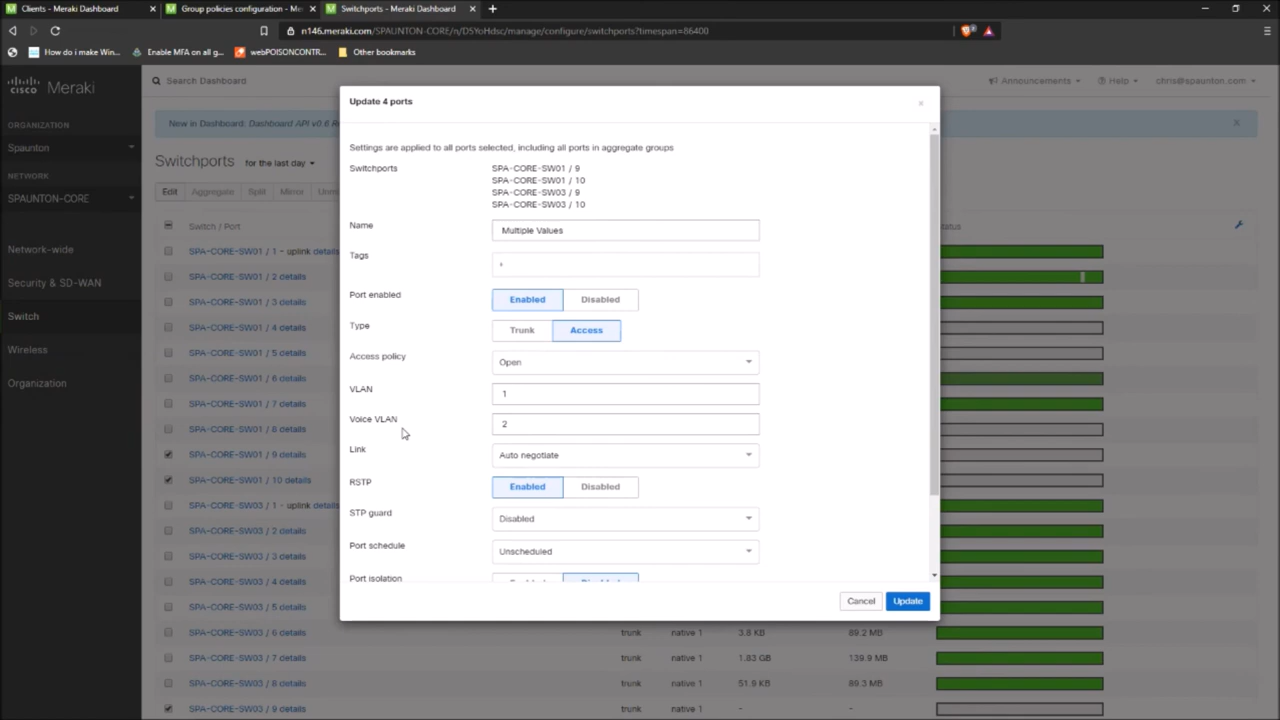 Clients - Meraki Dashboard
Group policies configuration - Me
Switchports - Meraki Dashboard
n146.meraki.com/SPAUNTON-CORE/n/D5YoHdsc/manage/configure/switchports?timespan=86400
How do i make Win...
Enable MFA on all g...
webPOISONCONTR...
Other bookmarks
CISCO Meraki
Search Dashboard
Announcements
Help
chris@spaunton.com
ORGANIZATION
Spaunton
NETWORK
SPAUNTON-CORE
Network-wide
Security & SD-WAN
Switch
Wireless
Organization
New in Dashboard: Dashboard API v0.6 R
Switchports for the last day
Edit Aggregate Split Mirror
Switch / Port
SPA-CORE-SW01 / 1 - uplink details
SPA-CORE-SW01 / 2 details
SPA-CORE-SW01 / 3 details
SPA-CORE-SW01 / 4 details
SPA-CORE-SW01 / 5 details
SPA-CORE-SW01 / 6 details
SPA-CORE-SW01 / 7 details
SPA-CORE-SW01 / 8 details
SPA-CORE-SW01 / 9 details
SPA-CORE-SW01 / 10 details
SPA-CORE-SW03 / 1 - uplink details
SPA-CORE-SW03 / 2 details
SPA-CORE-SW03 / 3 details
SPA-CORE-SW03 / 4 details
SPA-CORE-SW03 / 5 details
SPA-CORE-SW03 / 6 details trunk native 1 3.8 KB 89.2 MB
SPA-CORE-SW03 / 7 details trunk native 1 1.83 GB 139.9 MB
SPA-CORE-SW03 / 8 details trunk native 1 51.9 KB 89.3 MB
SPA-CORE-SW03 / 9 details trunk native 1 - -
Update 4 ports
Settings are applied to all ports selected, including all ports in aggregate groups
Switchports
SPA-CORE-SW01 / 9
SPA-CORE-SW01 / 10
SPA-CORE-SW03 / 9
SPA-CORE-SW03 / 10
Name Multiple Values
Tags
Port enabled Enabled Disabled
Type Trunk Access
Access policy Open
VLAN 1
Voice VLAN 2
Link Auto negotiate
RSTP Enabled Disabled
STP guard Disabled
Port schedule Unscheduled
Port isolation
Cancel Update